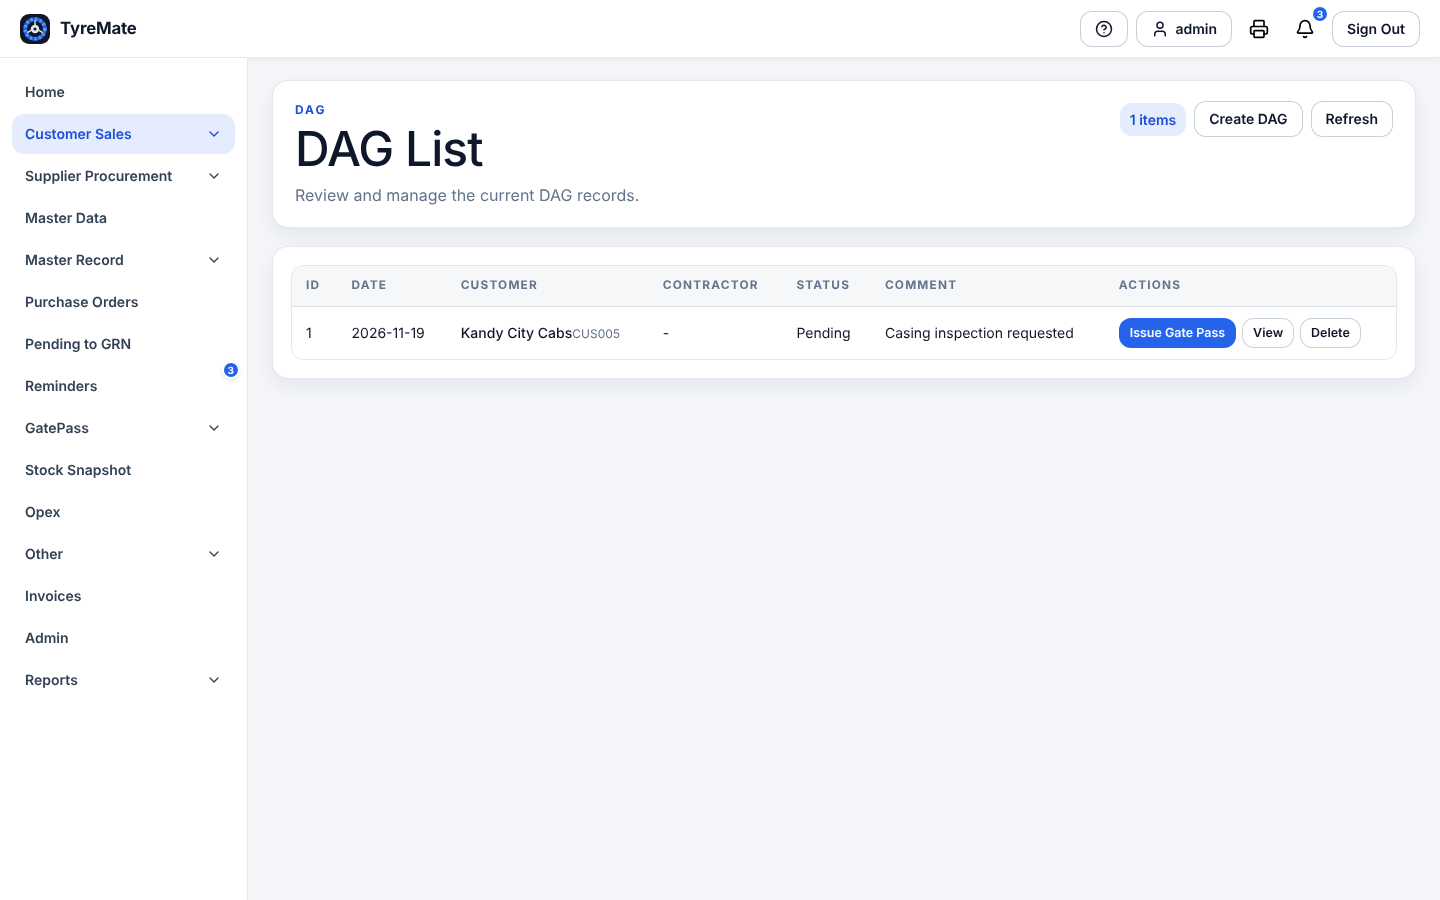 TyreMate
admin
3
Sign Out
Home
Customer Sales
Supplier Procurement
Master Data
Master Record
Purchase Orders
Pending to GRN
Reminders
3
GatePass
Stock Snapshot
Opex
Other
Invoices
Admin
Reports
DAG
DAG List
Review and manage the current DAG records.
1 items
Create DAG
Refresh
ID DATE CUSTOMER CONTRACTOR STATUS COMMENT ACTIONS
1 2026-11-19 Kandy City CabsCUS005 - Pending Casing inspection requested Issue Gate Pass View Delete